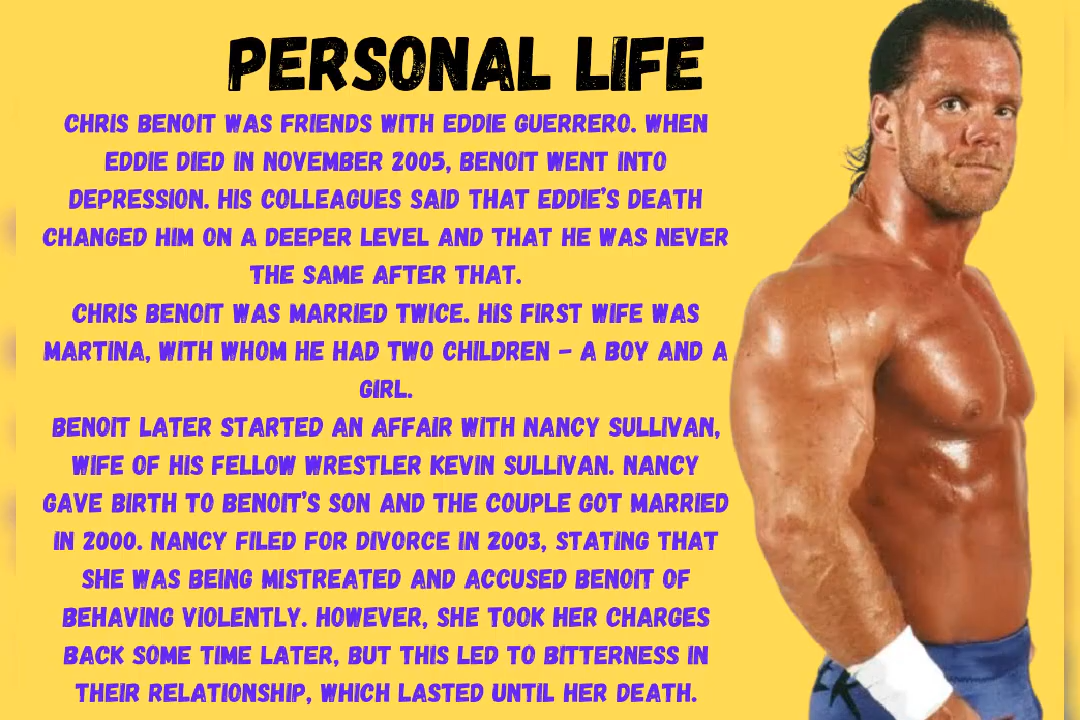 PERSONAL LIFE
CHRIS BENOIT WAS FRIENDS WITH EDDIE GUERRERO. WHEN
EDDIE DIED IN NOVEMBER 2005, BENOIT WENT INTO
DEPRESSION. HIS COLLEAGUES SAID THAT EDDIE'S DEATH
CHANGED HIM ON A DEEPER LEVEL AND THAT HE WAS NEVER
THE SAME AFTER THAT.
CHRIS BENOIT WAS MARRIED TWICE. HIS FIRST WIFE WAS
MARTINA, WITH WHOM HE HAD TWO CHILDREN – A BOY AND A
GIRL.
BENOIT LATER STARTED AN AFFAIR WITH NANCY SULLIVAN,
WIFE OF HIS FELLOW WRESTLER KEVIN SULLIVAN. NANCY
GAVE BIRTH TO BENOIT'S SON AND THE COUPLE GOT MARRIED
IN 2000. NANCY FILED FOR DIVORCE IN 2003, STATING THAT
SHE WAS BEING MISTREATED AND ACCUSED BENOIT OF
BEHAVING VIOLENTLY. HOWEVER, SHE TOOK HER CHARGES
BACK SOME TIME LATER, BUT THIS LED TO BITTERNESS IN
THEIR RELATIONSHIP, WHICH LASTED UNTIL HER DEATH.